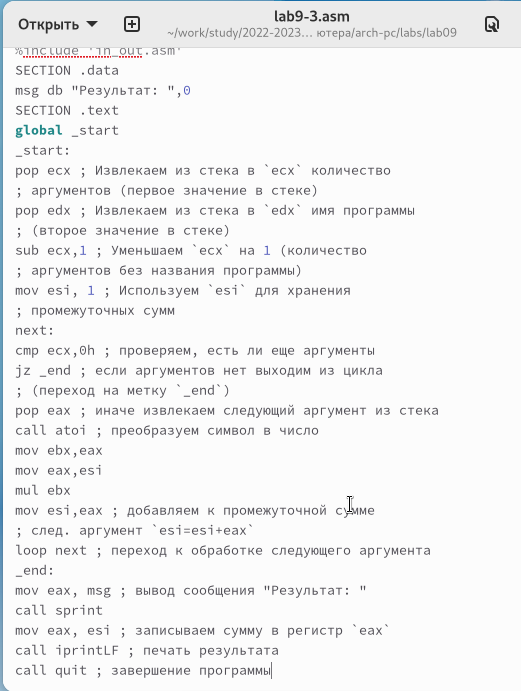 Открыть
lab9-3.asm
~/work/study/2022-2023... ютера/arch-pc/labs/lab09
%include 'in_out.asm'
SECTION .data
msg db "Результат: ",0
SECTION .text
global _start
_start:
pop ecx ; Извлекаем из стека в `ecx` количество
; аргументов (первое значение в стеке)
pop edx ; Извлекаем из стека в `edx` имя программы
; (второе значение в стеке)
sub ecx,1 ; Уменьшаем `ecx` на 1 (количество
; аргументов без названия программы)
mov esi, 1 ; Используем `esi` для хранения
; промежуточных сумм
next:
cmp ecx,0h ; проверяем, есть ли еще аргументы
jz _end ; если аргументов нет выходим из цикла
; (переход на метку `_end`)
pop eax ; иначе извлекаем следующий аргумент из стека
call atoi ; преобразуем символ в число
mov ebx,eax
mov eax,esi
mul ebx
mov esi,eax ; добавляем к промежуточной сумме
; след. аргумент `esi=esi+eax`
loop next ; переход к обработке следующего аргумента
_end:
mov eax, msg ; вывод сообщения "Результат: "
call sprint
mov eax, esi ; записываем сумму в регистр `eax`
call iprintLF ; печать результата
call quit ; завершение программы